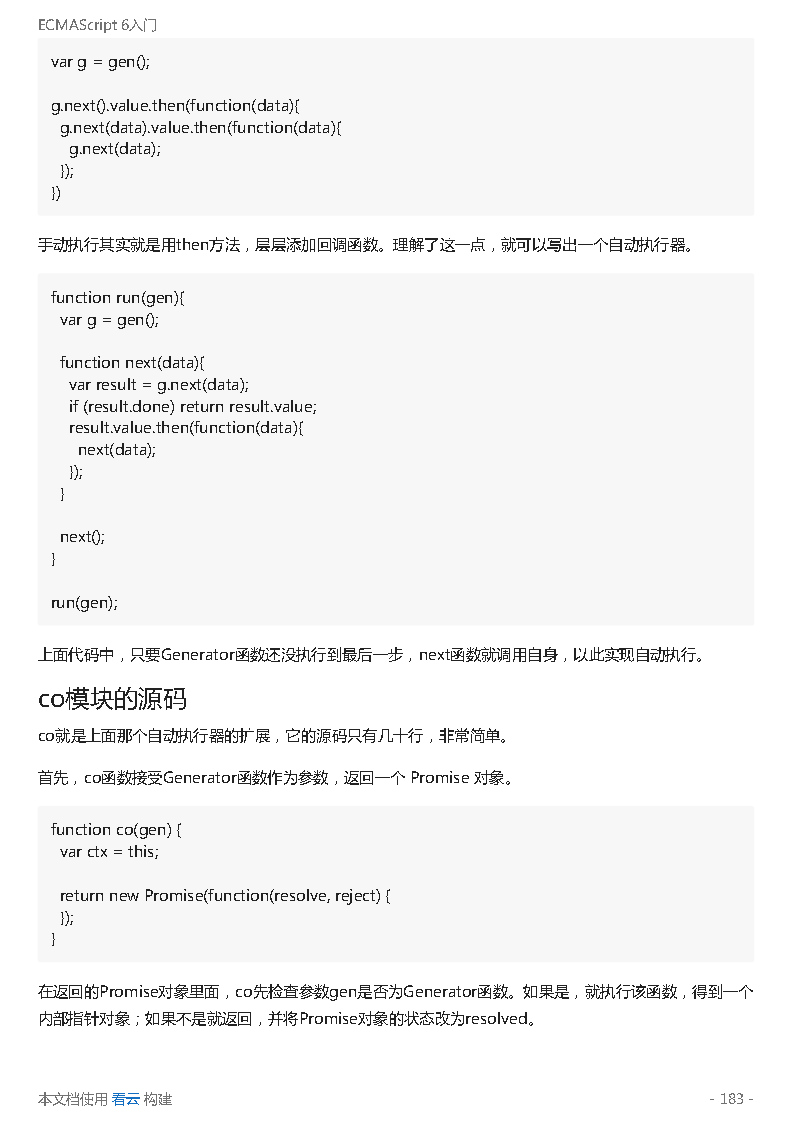 ECMAScript 6入门
var g = gen();
g.next().value.then(function(data){
g.next(data).value.then(function(data){
g.next(data);
});
})
手动执行其实就是用then方法，层层添加回调函数。理解了这一点，就可以写出一个自动执行器。
function run(gen){
var g = gen();
function next(data){
var result = g.next(data);
if (result.done) return result.value;
result.value.then(function(data){
next(data);
});
}
next();
}
run(gen);
上面代码中，只要Generator函数还没执行到最后一步，next函数就调用自身，以此实现自动执行。
co模块的源码
co就是上面那个自动执行器的扩展，它的源码只有几十行，非常简单。
首先，co函数接受Generator函数作为参数，返回一个 Promise 对象。
function co(gen) {
var ctx = this;
return new Promise(function(resolve, reject) {
});
}
在返回的Promise对象里面，co先检查参数gen是否为Generator函数。如果是，就执行该函数，得到一个
内部指针对象；如果不是就返回，并将Promise对象的状态改为resolved。
本文档使用 看云 构建
- 183 -